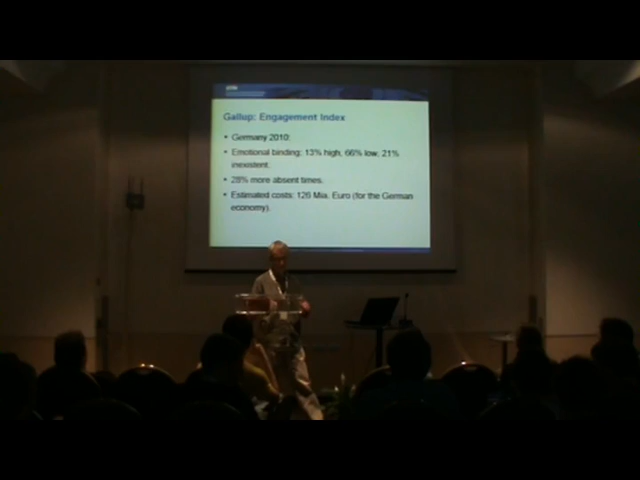 Gallup: Engagement Index
• Germany 2010:
• Emotional binding: 13% high, 66% low, 21%
inexistent.
• 28% more absent times.
• Estimated costs: 126 Mia. Euro (for the German
economy).